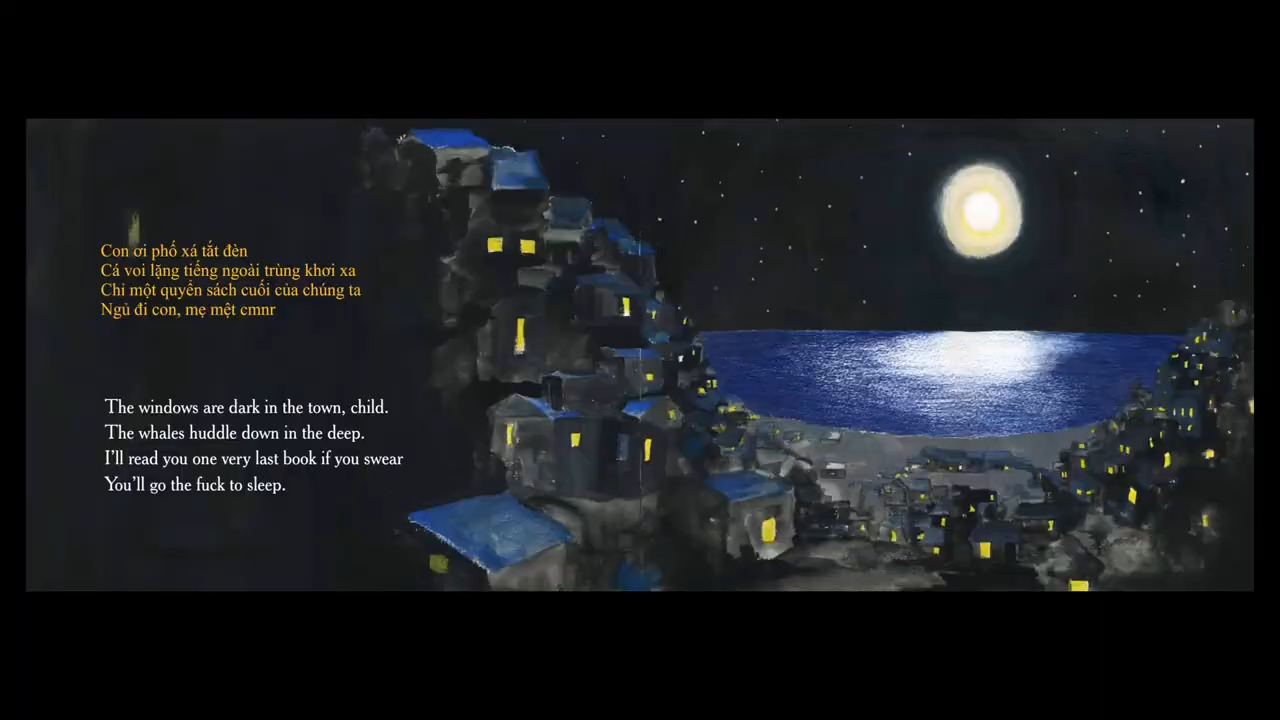 Con ơi phố xá tắt đèn
Cá voi lặng tiếng ngoài trùng khơi xa
Chỉ một quyển sách cuối của chúng ta
Ngủ đi con, mẹ mệt cmnr
The windows are dark in the town, child.
The whales huddle down in the deep.
I'll read you one very last book if you swear
You'll go the fuck to sleep.